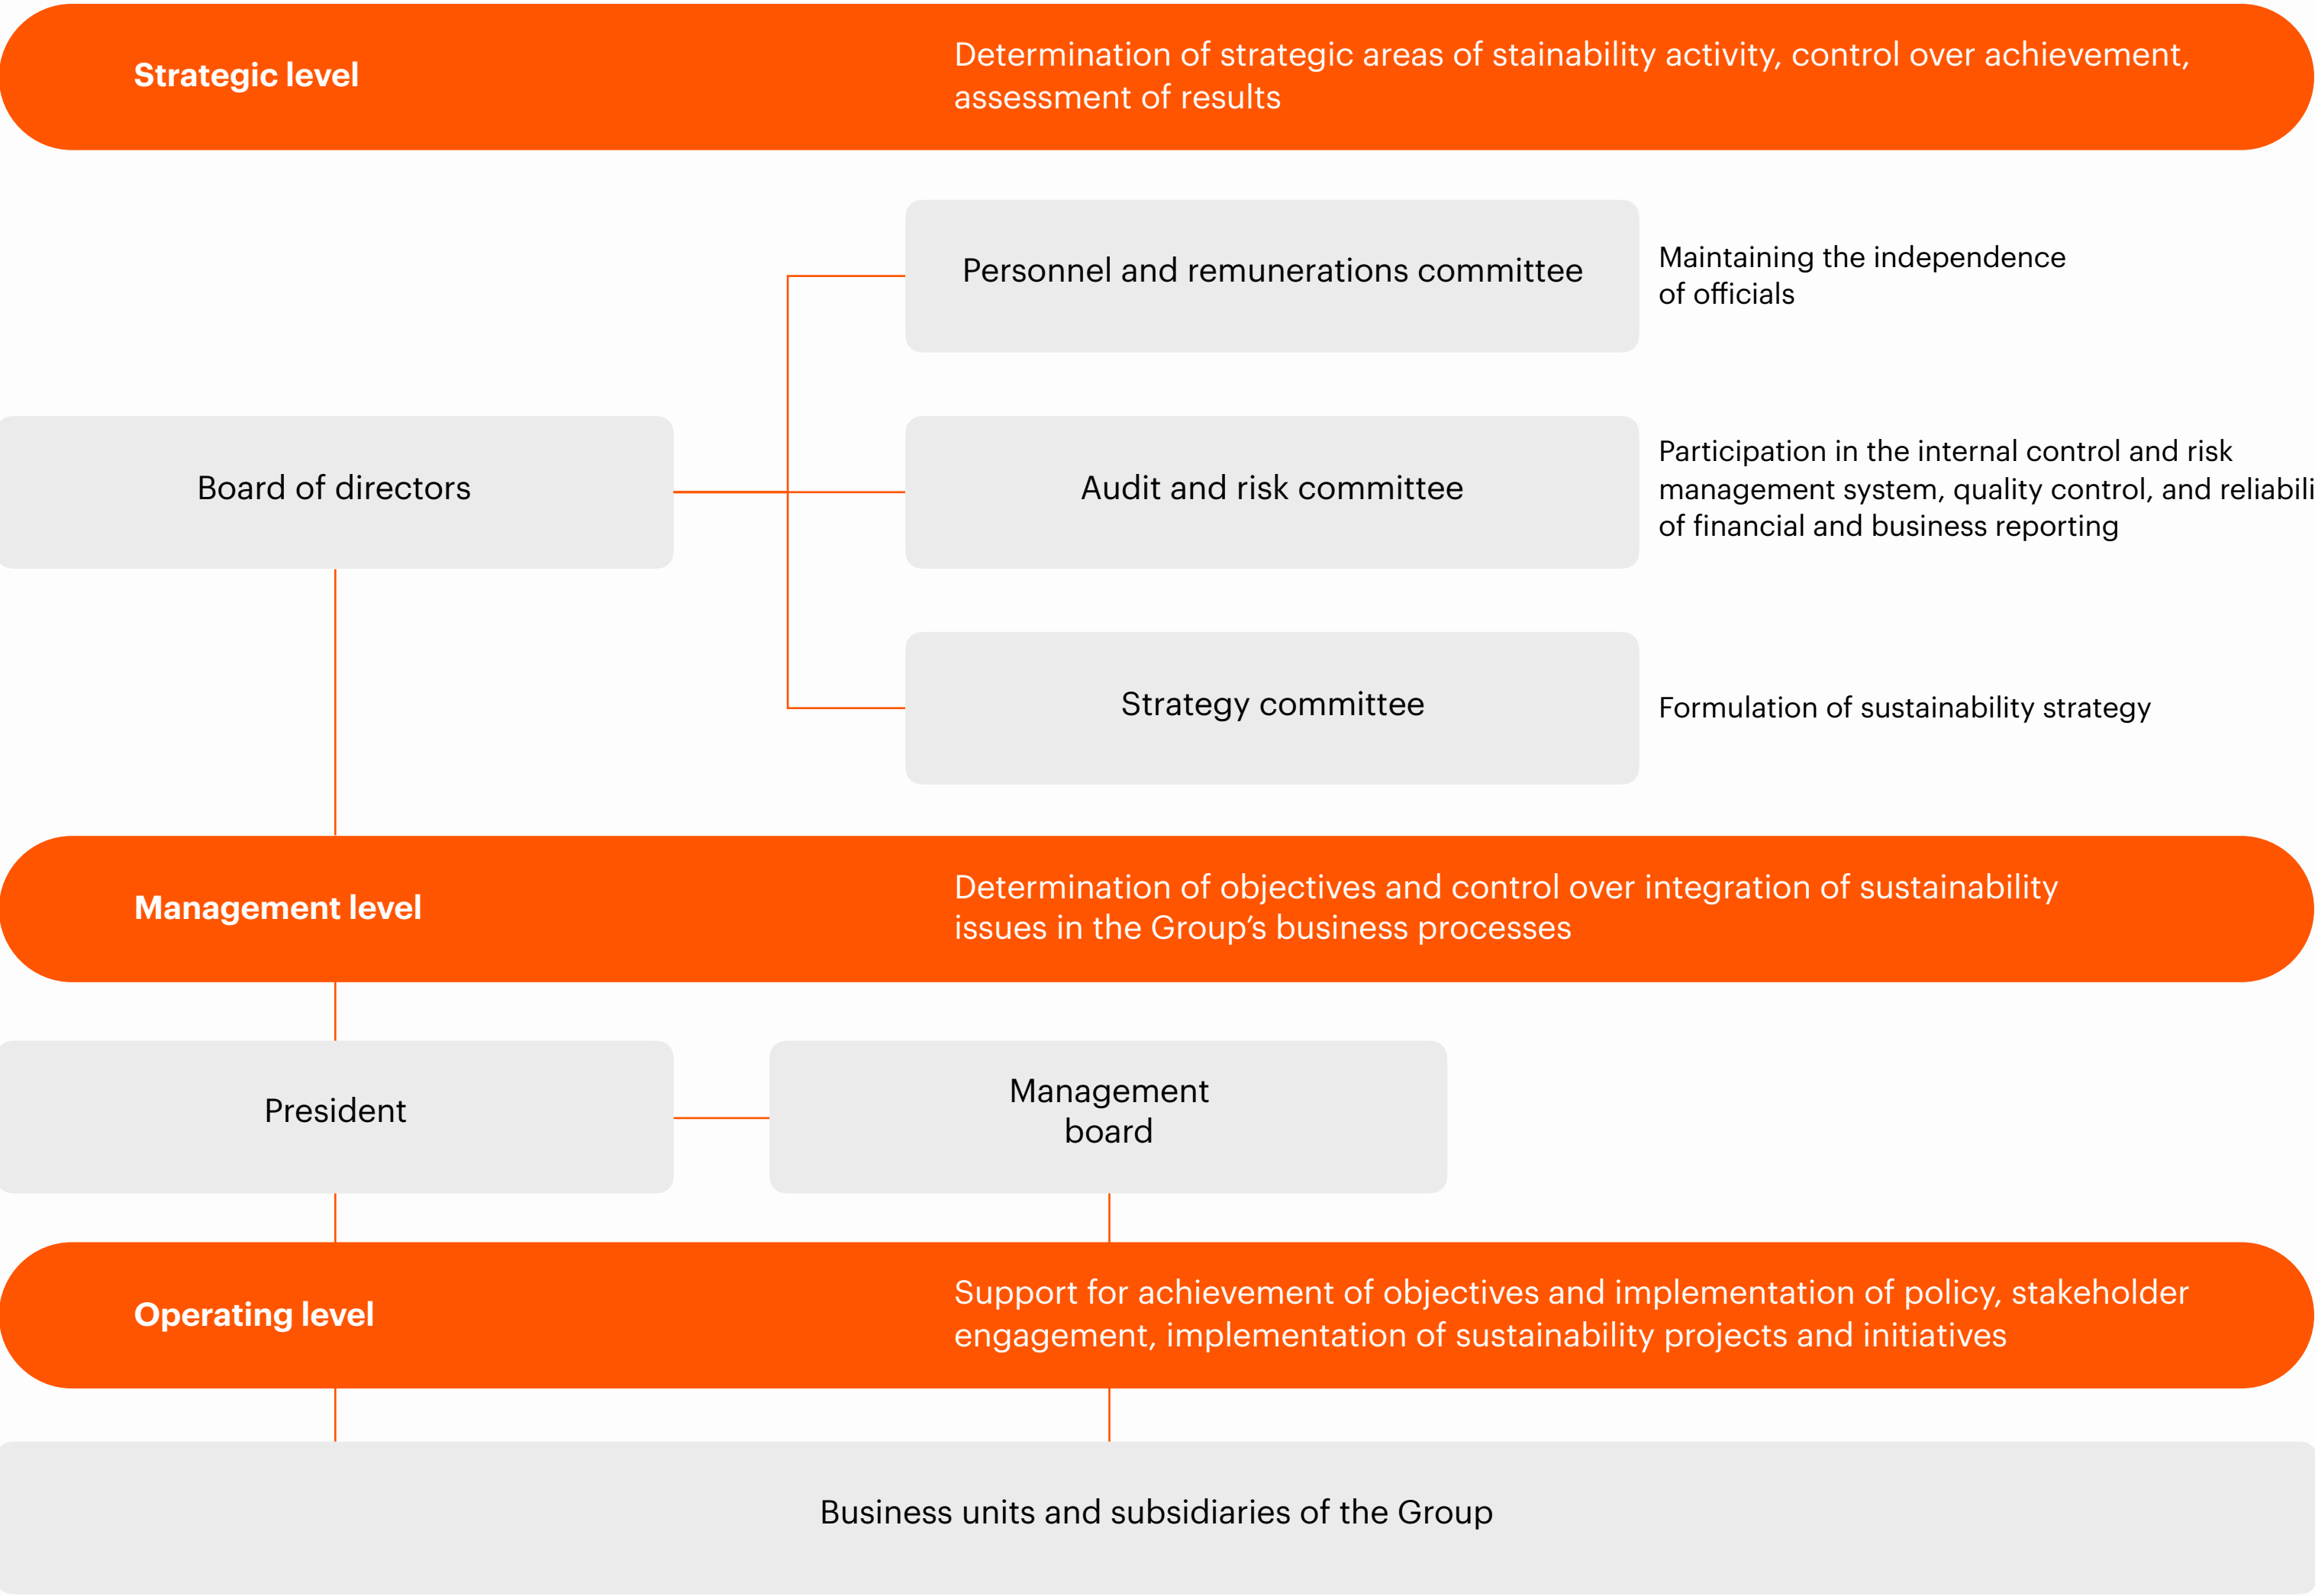 Strategic level
Determination of strategic areas of stainability activity, control over achievement,
assessment of results
Personnel and remunerations committee
Maintaining the independence
of officials
Board of directors
Audit and risk committee
Participation in the internal control and risk
management system, quality control, and reliabili
of financial and business reporting
Strategy committee
Formulation of sustainability strategy
Management level
Determination of objectives and control over integration of sustainability
issues in the Group’s business processes
President
Management
board
Operating level
Support for achievement of objectives and implementation of policy, stakeholder
engagement, implementation of sustainability projects and initiatives
Business units and subsidiaries of the Group